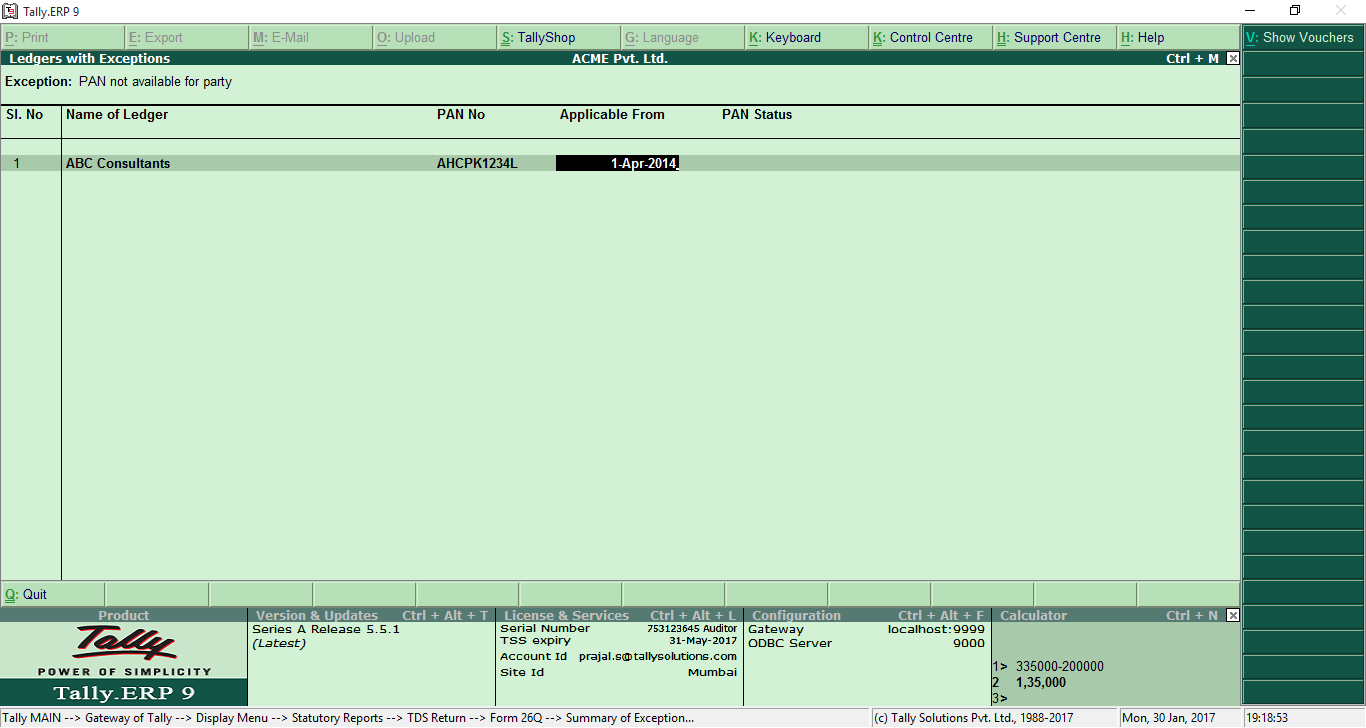 Tally.ERP 9
P: Print E: Export M: E-Mail O: Upload S: TallyShop G: Language K: Keyboard K: Control Centre H: Support Centre H: Help V: Show Vouchers
Ledgers with Exceptions ACME Pvt. Ltd. Ctrl + M
Exception: PAN not available for party
Sl. No Name of Ledger PAN No Applicable From PAN Status
1 ABC Consultants AHCPK1234L 1-Apr-2014
Q: Quit
Product Version & Updates Ctrl + Alt + T License & Services Ctrl + Alt + L Configuration Ctrl + Alt + F Calculator Ctrl + N
Tally
POWER OF SIMPLICITY
Tally.ERP 9
Series A Release 5.5.1
(Latest)
Serial Number 753123645 Auditor
TSS expiry 31-May-2017
Account Id prajal.s@tallysolutions.com
Site Id Mumbai
Gateway localhost:9999
ODBC Server 9000
1> 335000-200000
2 1,35,000
3>
Tally MAIN --> Gateway of Tally --> Display Menu --> Statutory Reports --> TDS Return --> Form 26Q --> Summary of Exception... (c) Tally Solutions Pvt. Ltd., 1988-2017 Mon, 30 Jan, 2017 19:18:53